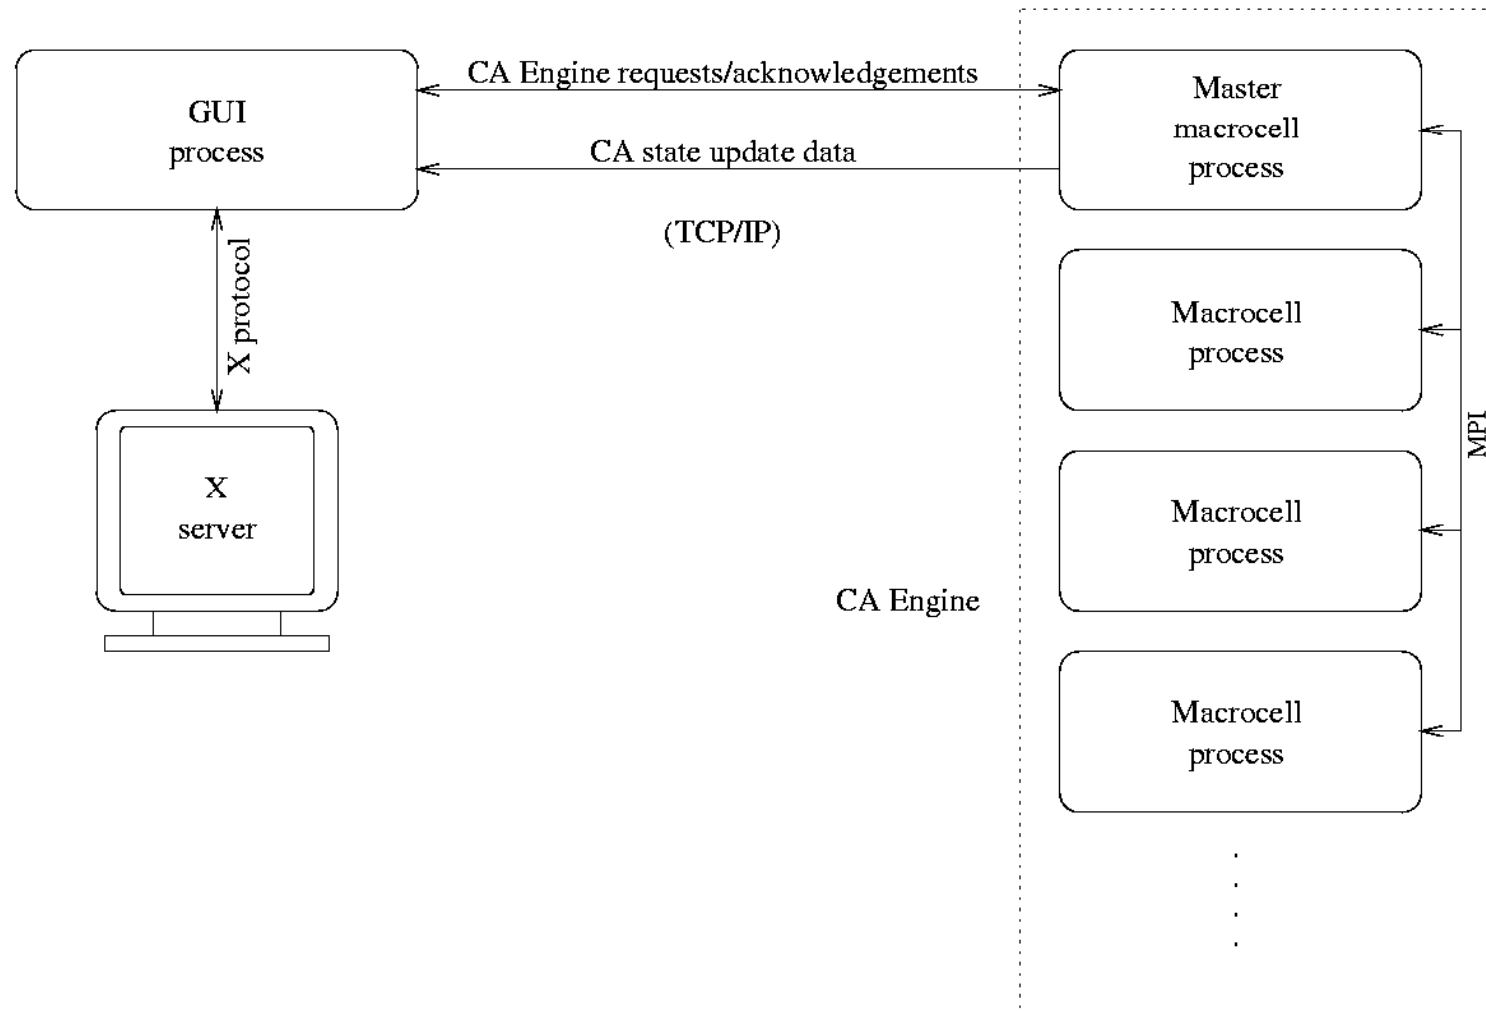 CA Engine requests/acknowledgements
GUI
process
CA state update data
(TCP/IP)
Master
macrocell
process
X protocol
Macrocell
process
MPI
X
server
Macrocell
process
CA Engine
Macrocell
process